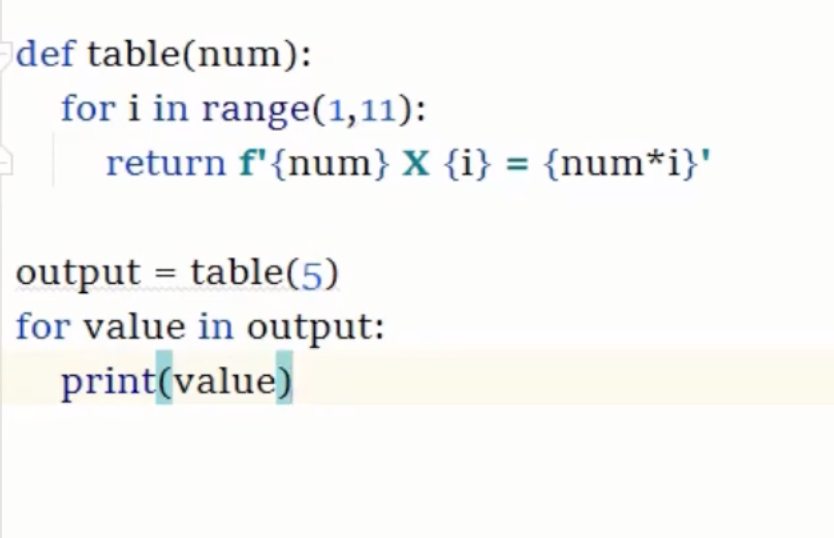 def table(num):
    for i in range(1,11):
        return f'{num} X {i} = {num*i}'
output = table(5)
for value in output:
    print(value)